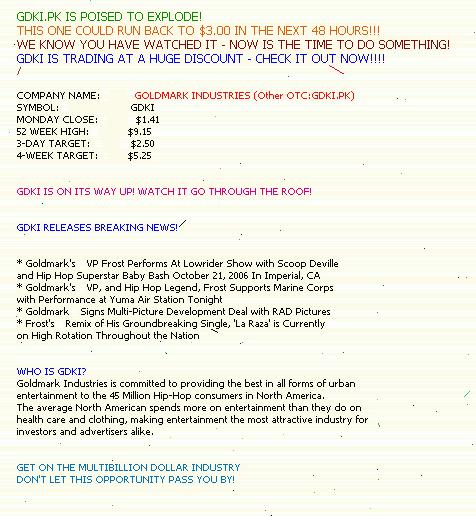 GDKI.PK IS POISED TO EXPLODE!
THIS ONE COULD RUN BACK TO $3.00 IN THE NEXT 48 HOURS!!!
WE KNOW YOU HAVE WATCHED IT - NOW IS THE TIME TO DO SOMETHING!
GDKI IS TRADING AT A HUGE DISCOUNT - CHECK IT OUT NOW!!!!
COMPANY NAME: GOLDMARK INDUSTRIES (Other OTC:GDKI.PK)
SYMBOL: GDKI
MONDAY CLOSE: $1.41
52 WEEK HIGH: $9.15
3-DAY TARGET: $2.50
4-WEEK TARGET: $5.25
GDKI IS ON ITS WAY UP! WATCH IT GO THROUGH THE ROOF!
GDKI RELEASES BREAKING NEWS!
* Goldmark's VP Frost Performs At Lowrider Show with Scoop Deville
and Hip Hop Superstar Baby Bash October 21, 2006 In Imperial, CA
* Goldmark's VP, and Hip Hop Legend, Frost Supports Marine Corps
with Performance at Yuma Air Station Tonight
* Goldmark Signs Multi-Picture Development Deal with RAD Pictures
* Frost's Remix of His Groundbreaking Single, 'La Raza' is Currently
on High Rotation Throughout the Nation
WHO IS GDKI?
Goldmark Industries is committed to providing the best in all forms of urban
entertainment to the 45 Million Hip-Hop consumers in North America.
The average North American spends more on entertainment than they do on
health care and clothing, making entertainment the most attractive industry for
investors and advertisers alike.
GET ON THE MULTIBILLION DOLLAR INDUSTRY
DON'T LET THIS OPPORTUNITY PASS YOU BY!